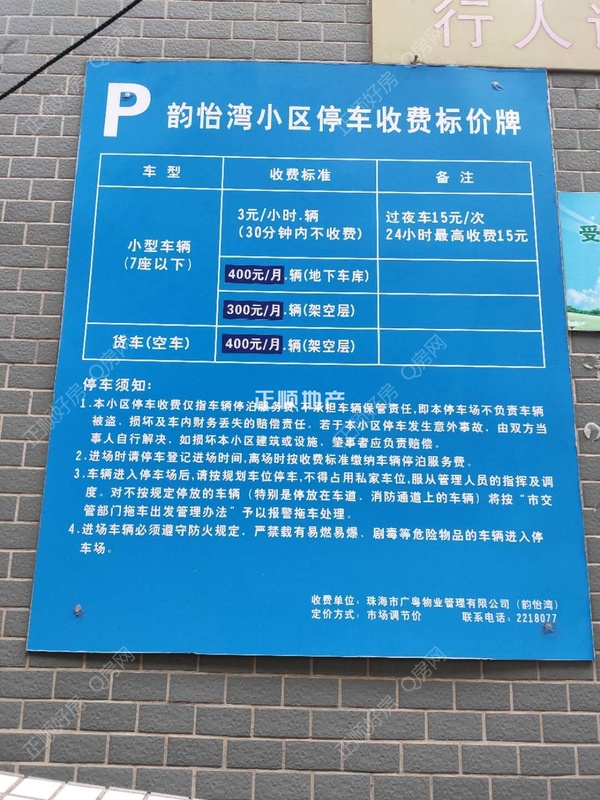 行人
P 韵怡湾小区停车收费标价牌
车 型 收费标准 备 注
小型车辆
(7座以下)
3元/小时.辆
(30分钟内不收费)
过夜车15元/次
24小时最高收费15元
400元/月.辆(地下车库)
300元/月.辆(架空层)
货车(空车) 400元/月.辆(架空层)
停车须知:
1.本小区停车收费仅指车辆停泊服务费,不承担车辆保管责任,即本停车场不负责车辆
被盗、损坏及车内财务丢失的赔偿责任。若于本小区停车发生意外事故,由双方当
事人自行解决,如损坏本小区建筑或设施,肇事者应负责赔偿。
2.进场时请停车登记进场时间,离场时按收费标准缴纳车辆停泊服务费。
3.车辆进入停车场后,请按规划车位停车,不得占用私家车位,服从管理人员的指挥及调
度。对不按规定停放的车辆(特别是停放在车道、消防通道上的车辆)将按“市交
管部门拖车出发管理办法”予以报警拖车处理。
4.进场车辆必须遵守防火规定,严禁载有易燃易爆、剧毒等危险物品的车辆进入停
车场。
收费单位:珠海市广粤物业管理有限公司(韵怡湾)
定价方式:市场调节价 联系电话:2218077
受
正顺地产
正顺好房 Q房网